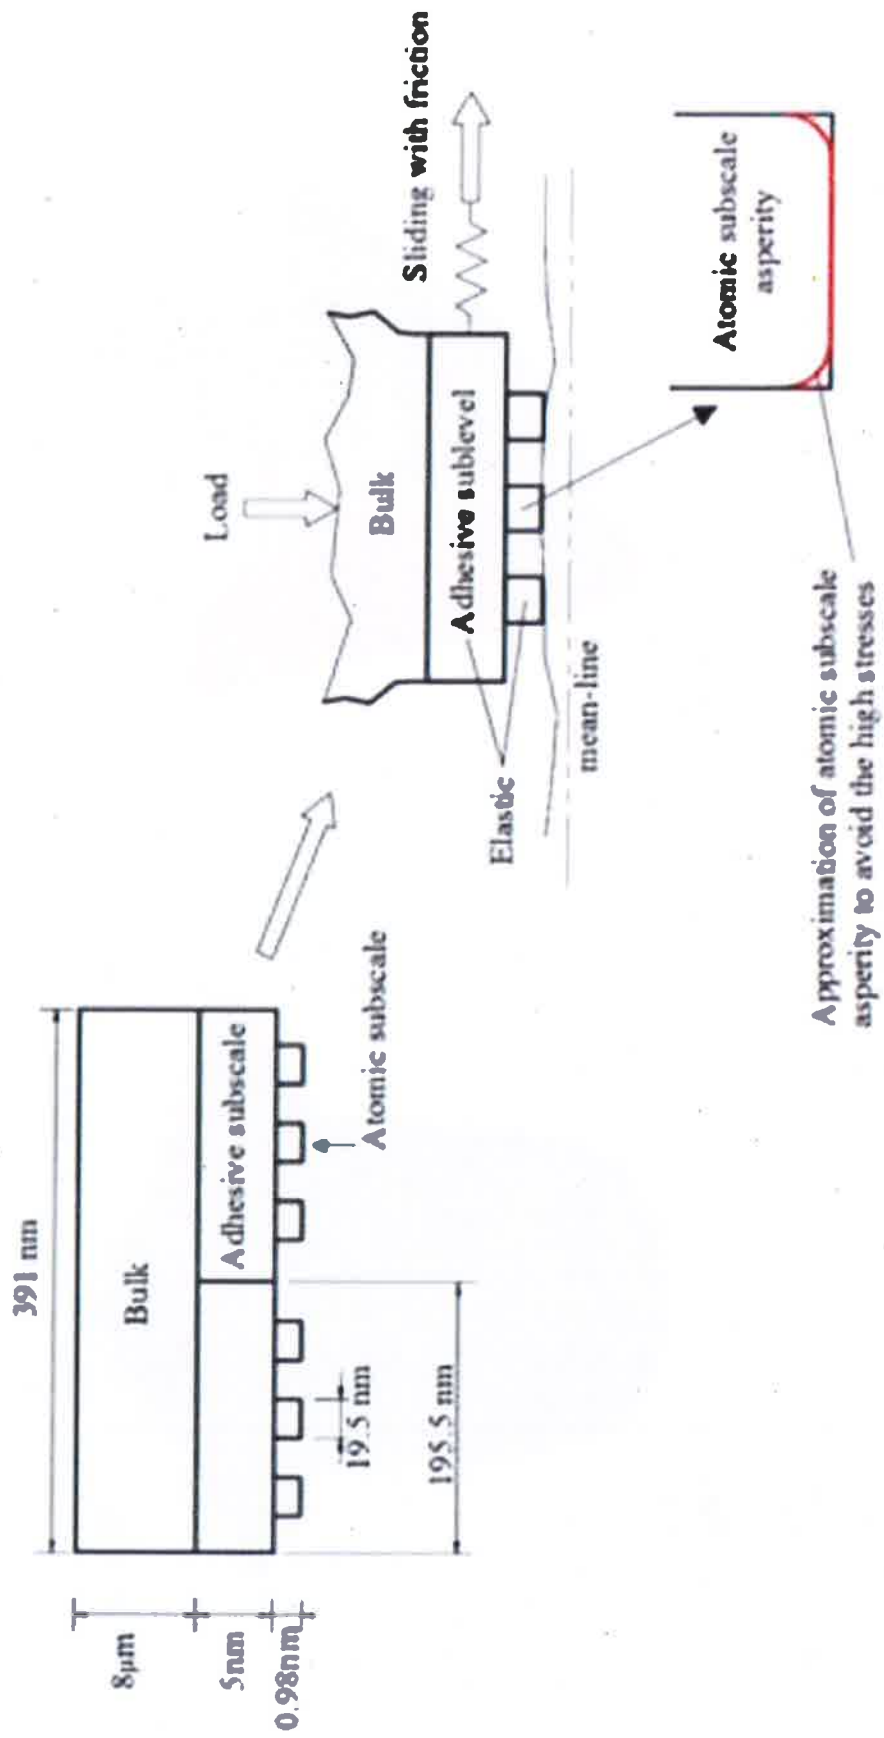 391 nm
Bulk
Adhesive subscale
Atomic subscale
8μm
5nm
0.98nm
19.5 nm
195.5 nm
Load
Bulk
Adhesive sublevel
Sliding with friction
Elastic
mean-line
Atomic subscale
asperity
Approximation of atomic subscale
asperity to avoid the high stresses